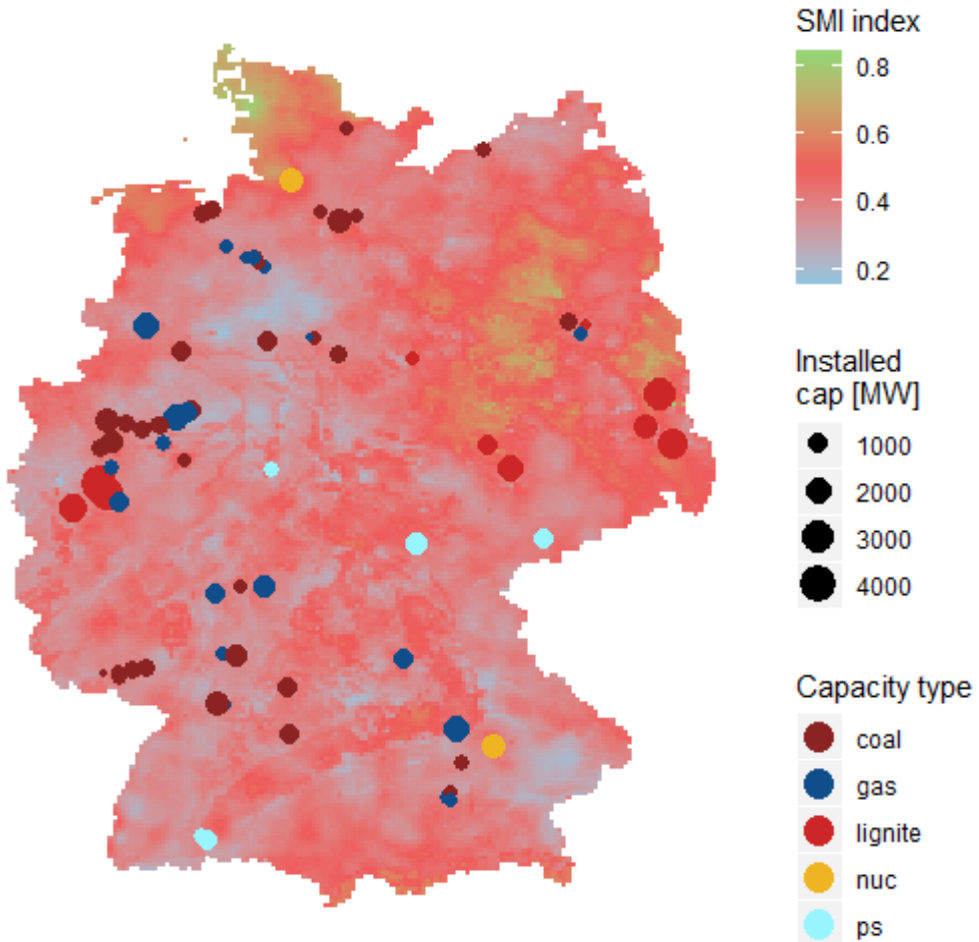 SMI index
0.8
0.6
0.4
0.2
Installed
cap [MW]
1000
2000
3000
4000
Capacity type
coal
gas
lignite
nuc
ps